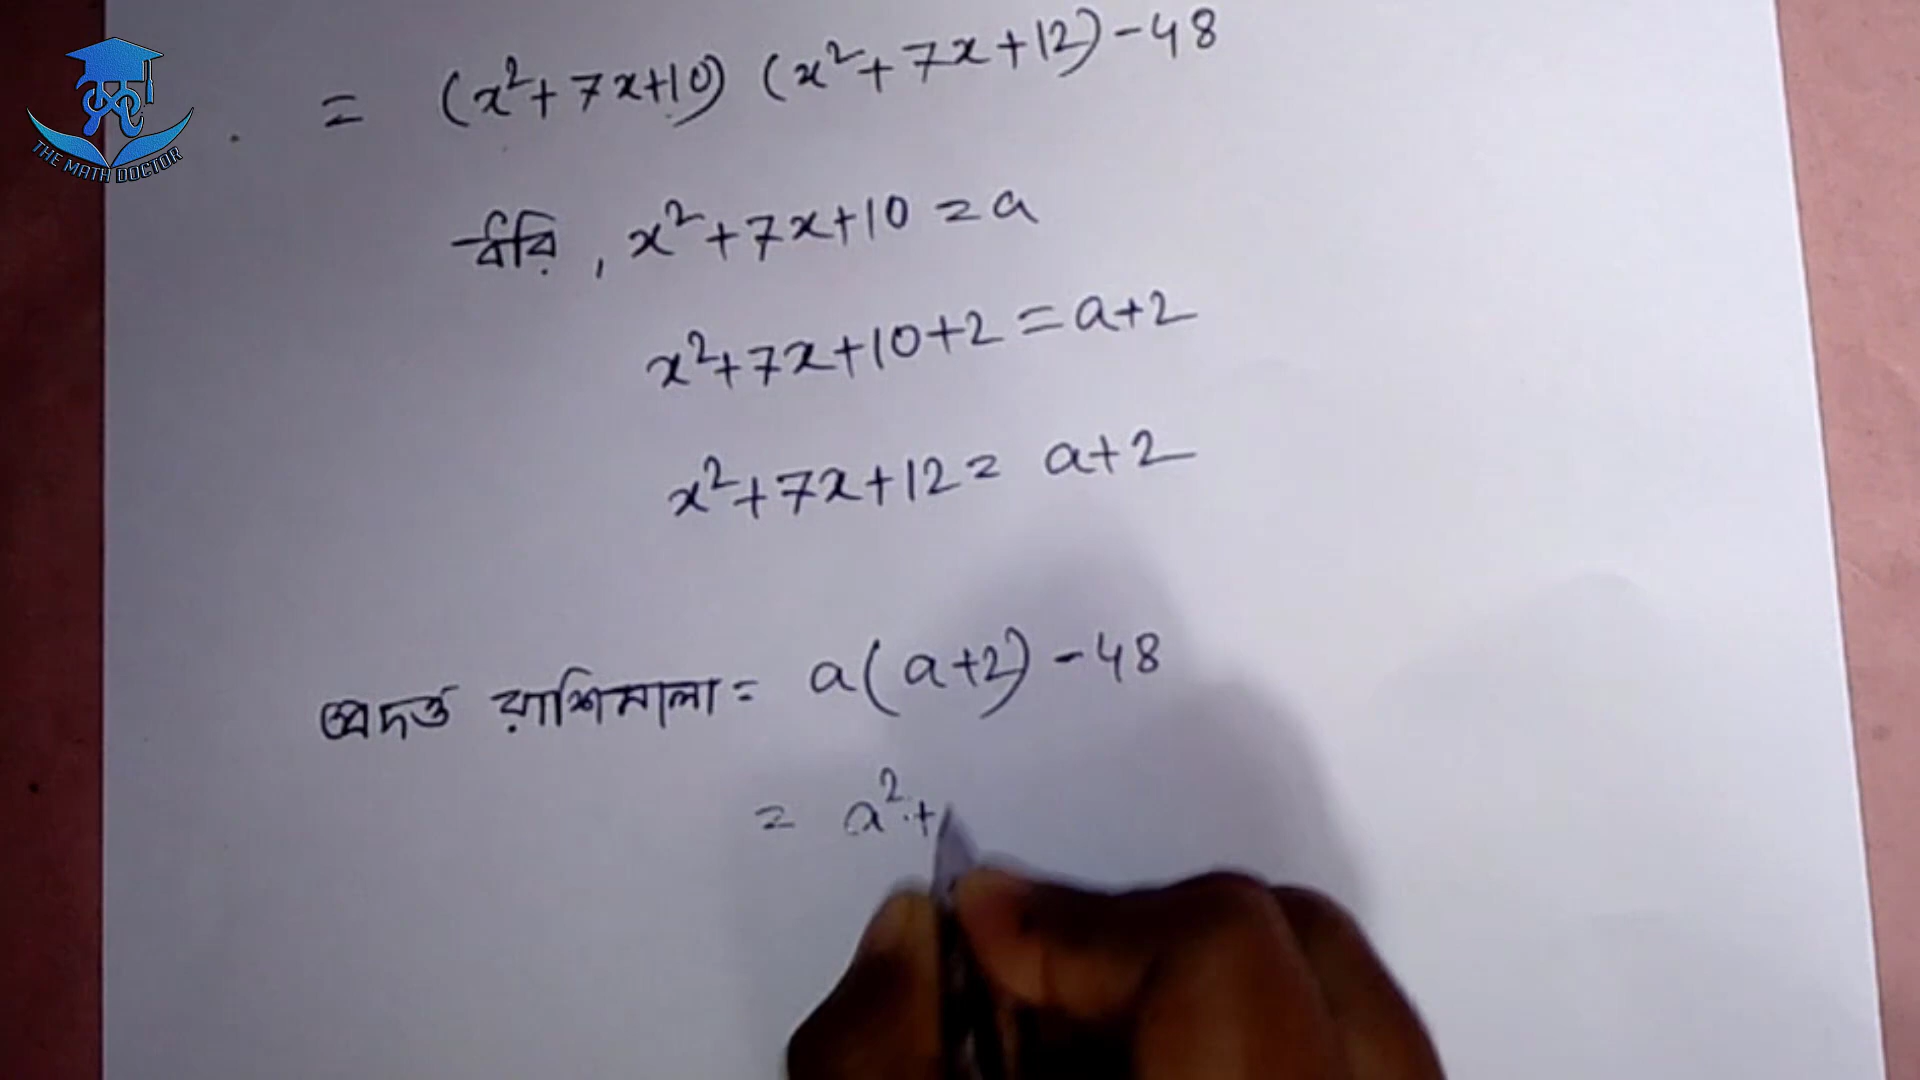 THE MATH DOCTOR
= (x²+7x+10) (x²+7x+12)-48
ধরি, x²+7x+10 = a
x²+7x+10+2 = a+2
x²+7x+12 = a+2
প্রদত্ত রাশিমালা = a(a+2)-48
= a²+